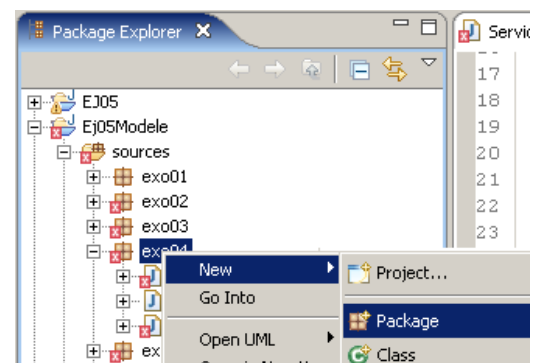 Package Explorer
Servic
17
EJ05
18
Ej05Modele
19
sources
20
exo01
21
exo02
22
exo03
23
exo04
New
Project...
Go Into
Package
Open UML
ex
Class